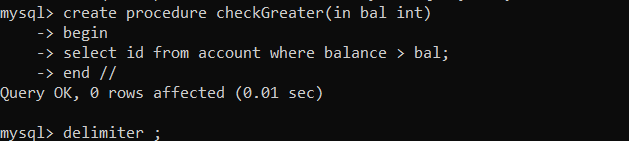 mysql> create procedure checkGreater(in bal int)
    -> begin
    -> select id from account where balance > bal;
    -> end //
Query OK, 0 rows affected (0.01 sec)
mysql> delimiter ;